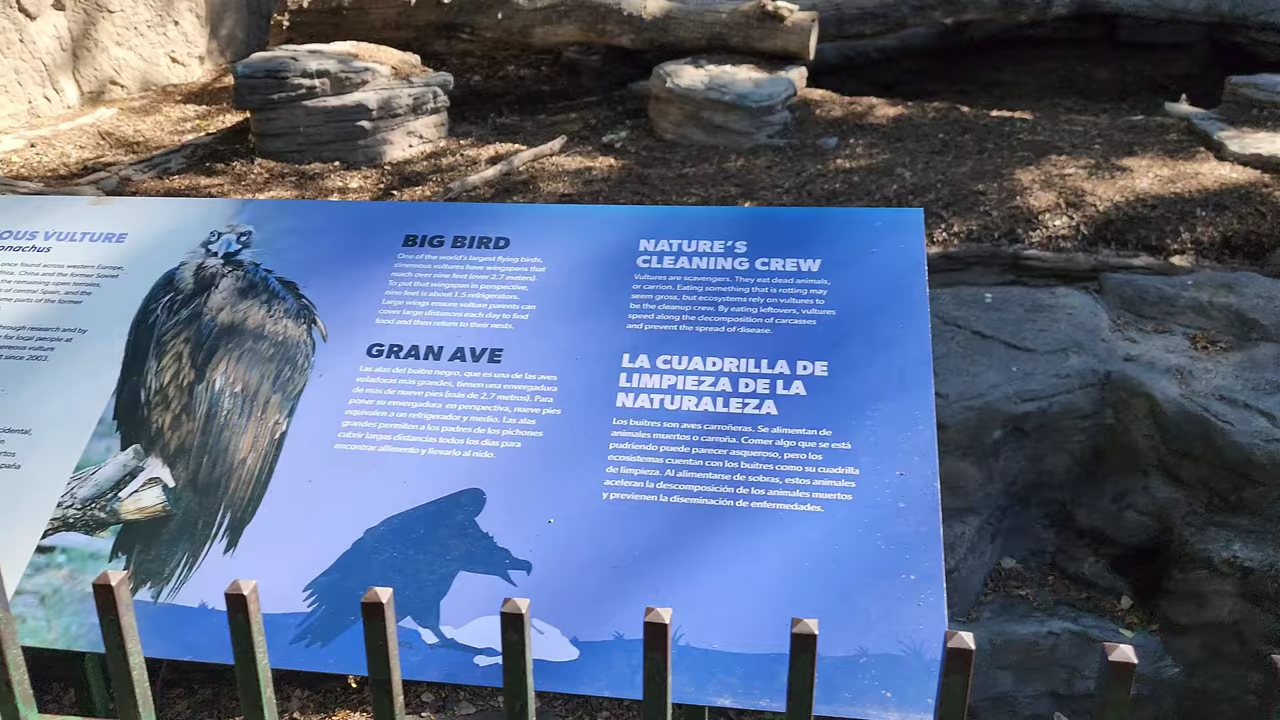 OUS VULTURE
onachus
once found across western Europe,
rica, China and the former Soviet
the remaining open terrains,
of central Spain, and the
me parts of the former
hrough research and by
for local people at
ereous vulture
t since 2003.
cidental,
n
rtos
paña
BIG BIRD
One of the world's largest flying birds,
cinereous vultures have wingspans that
reach over nine feet (over 2.7 meters).
To put that wingspan in perspective,
nine feet is about 1.5 refrigerators.
Large wings ensure vulture parents can
cover large distances each day to find
food and then return to their nests.
GRAN AVE
Las alas del buitre negro, que es una de las aves
voladoras más grandes, tienen una envergadura
de más de nueve pies (más de 2.7 metros). Para
poner su envergadura en perspectiva, nueve pies
equivalen a un refrigerador y medio. Las alas
grandes permiten a los padres de los pichones
cubrir largas distancias todos los días para
encontrar allimento y llevarlo al nido.
NATURE'S
CLEANING CREW
Vultures are scavengers. They eat dead animals,
or carrion. Eating something that is rotting may
seem gross, but ecosystems rely on vultures to
be the cleanup crew. By eating leftovers, vultures
speed along the decomposition of carcasses
and prevent the spread of disease.
LA CUADRILLA DE
LIMPIEZA DE LA
NATURALEZA
Los buitres son aves carroñeras. Se alimentan de
animales muertos o carroña. Comer algo que se está
pudriendo puede parecer asqueroso, pero los
ecosistemas cuentan con los buitres como su cuadrilla
de limpieza. Al alimentarse de sobras, estos animales
aceleran la descomposición de los animales muertos
y previenen la diseminación de enfermedades.